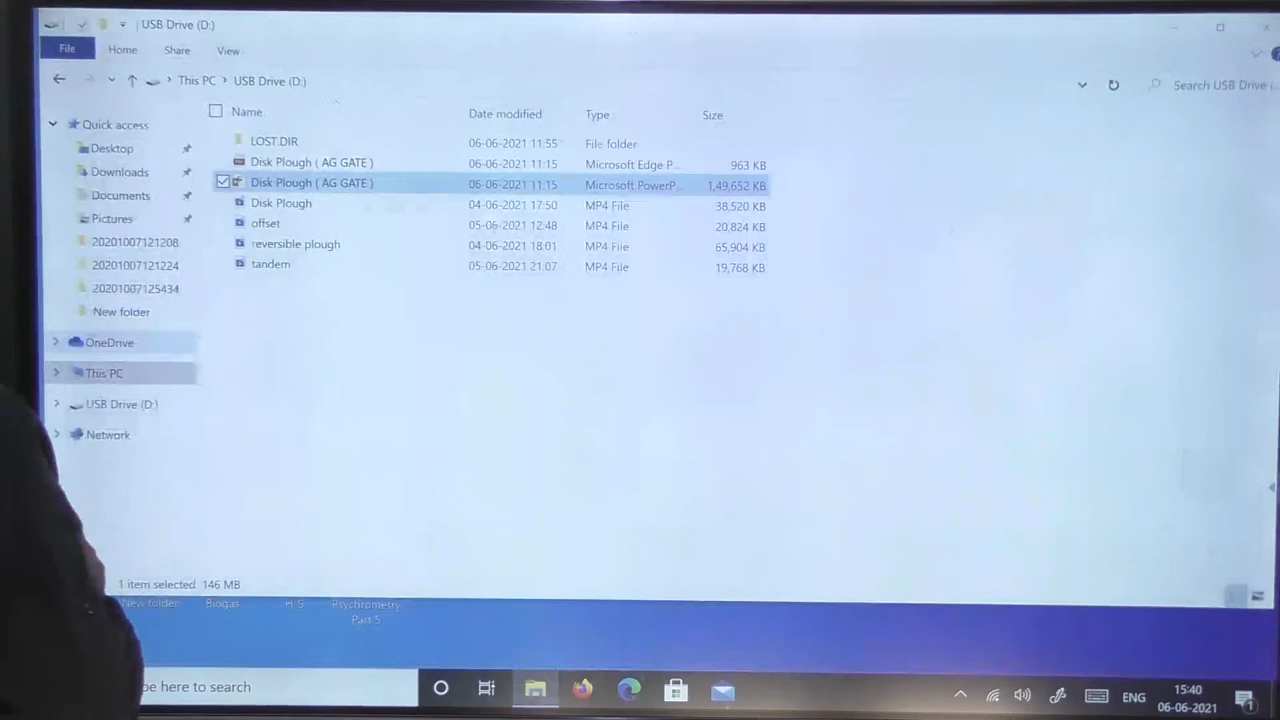 USB Drive (D:)
File Home Share View
This PC USB Drive (D:) Search USB Drive
Name Date modified Type Size
Quick access
Desktop
Downloads
Documents
Pictures
20201007121208
20201007121224
20201007125434
New folder
OneDrive
This PC
USB Drive (D:)
Network
LOST.DIR 06-06-2021 11:55 File folder
Disk Plough ( AG GATE ) 06-06-2021 11:15 Microsoft Edge P... 963 KB
Disk Plough ( AG GATE ) 06-06-2021 11:15 Microsoft PowerP... 1,49,652 KB
Disk Plough 04-06-2021 17:50 MP4 File 38,520 KB
offset 05-06-2021 12:48 MP4 File 20,824 KB
reversible plough 04-06-2021 18:01 MP4 File 65,904 KB
tandem 05-06-2021 21:07 MP4 File 19,768 KB
1 item selected 146 MB
New folder Biogas H 5 Psychrometry
Part 5
pe here to search ENG 15:40
06-06-2021
1